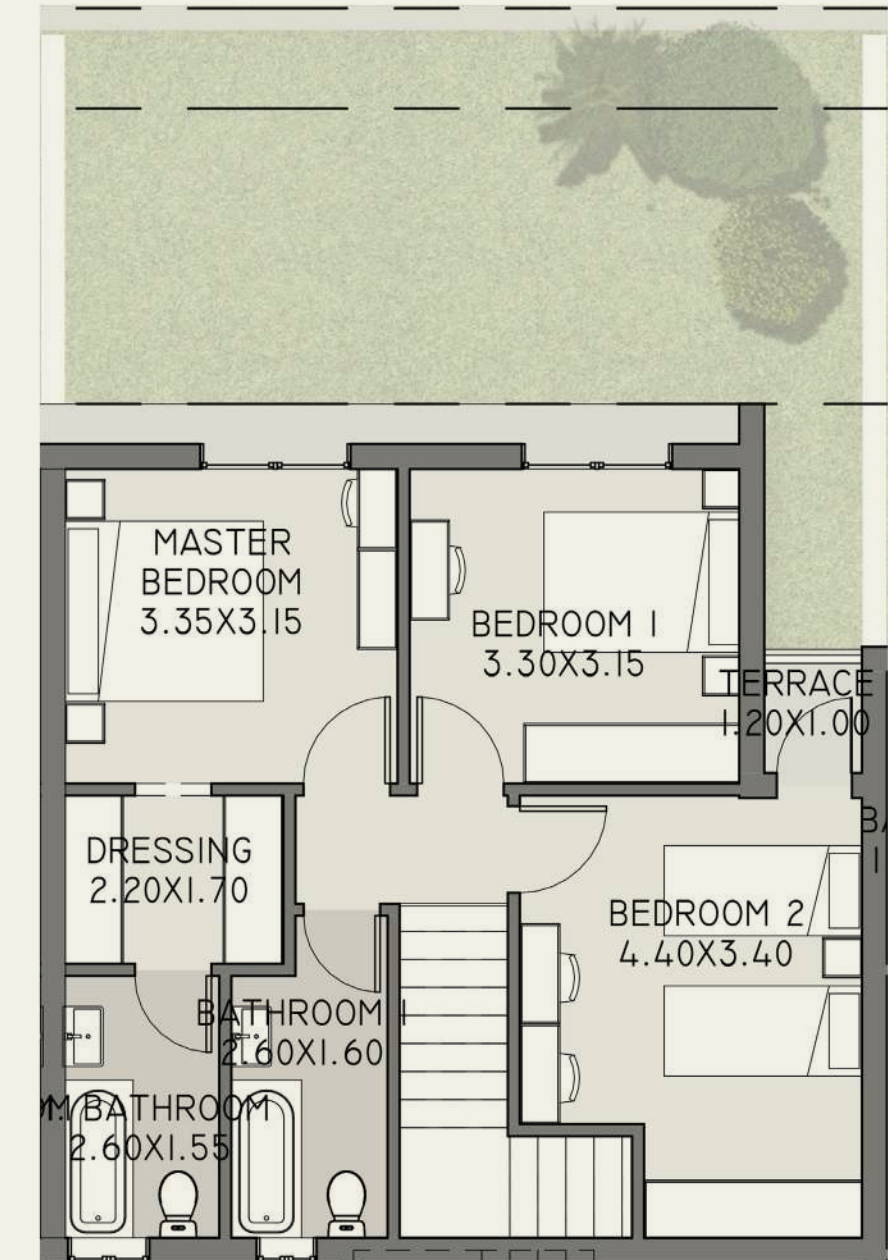 MASTER
BEDROOM
3.35X3.15
BEDROOM 1
3.30X3.15
TERRACE
1.20X1.00
DRESSING
2.20X1.70
BEDROOM 2
4.40X3.40
BATHROOM 1
2.60X1.60
M. BATHROOM
2.60X1.55